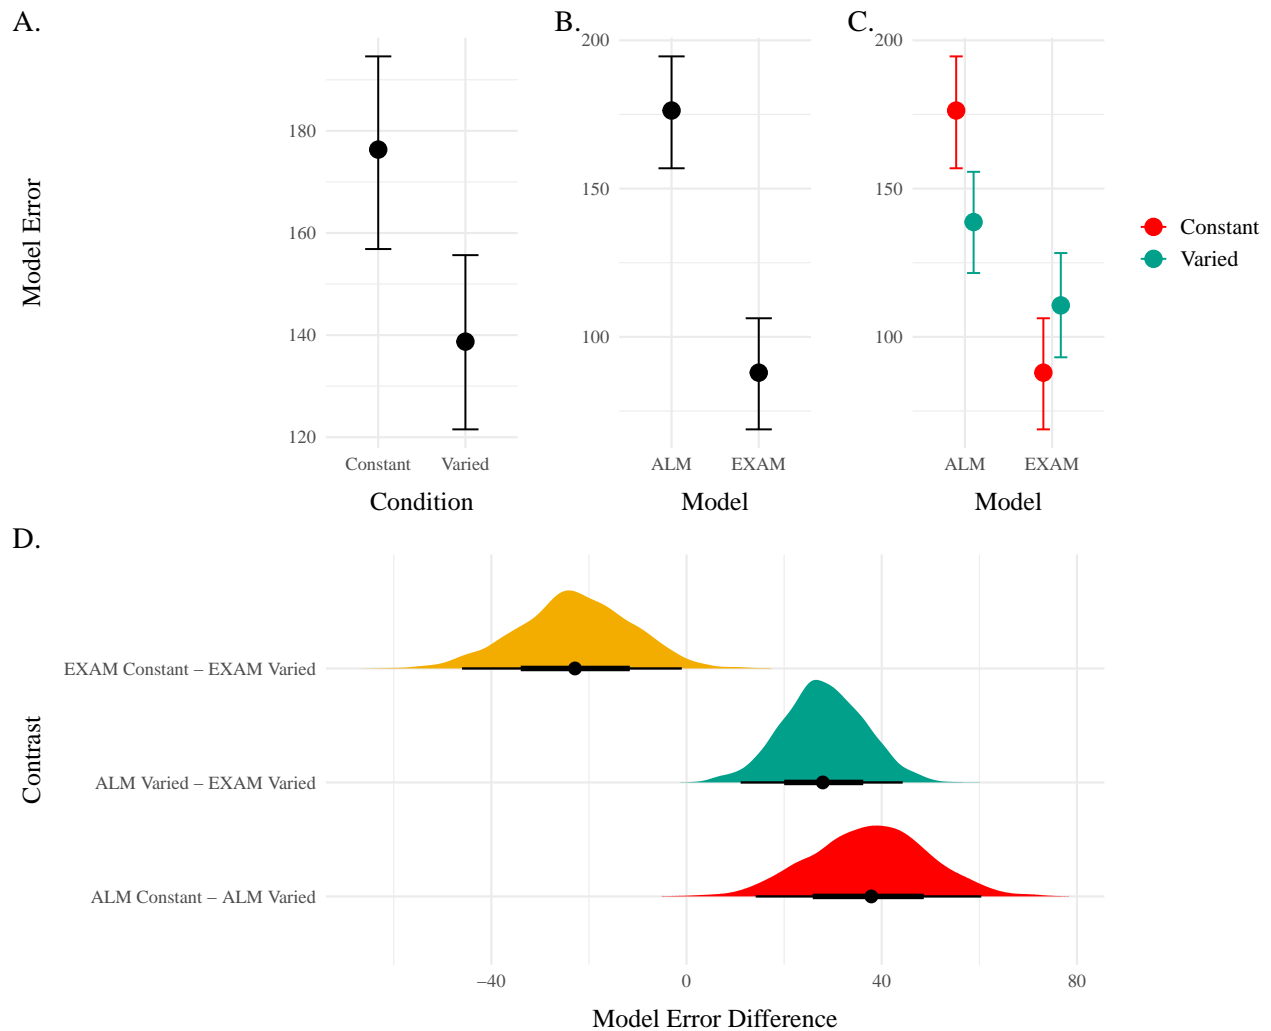 A.
B.
C.
Model Error
180
160
140
120
Constant
Varied
Condition
200
150
100
ALM
EXAM
Model
200
150
100
ALM
EXAM
Model
Constant
Varied
D.
Contrast
EXAM Constant – EXAM Varied
ALM Varied – EXAM Varied
ALM Constant – ALM Varied
–40
0
40
80
Model Error Difference